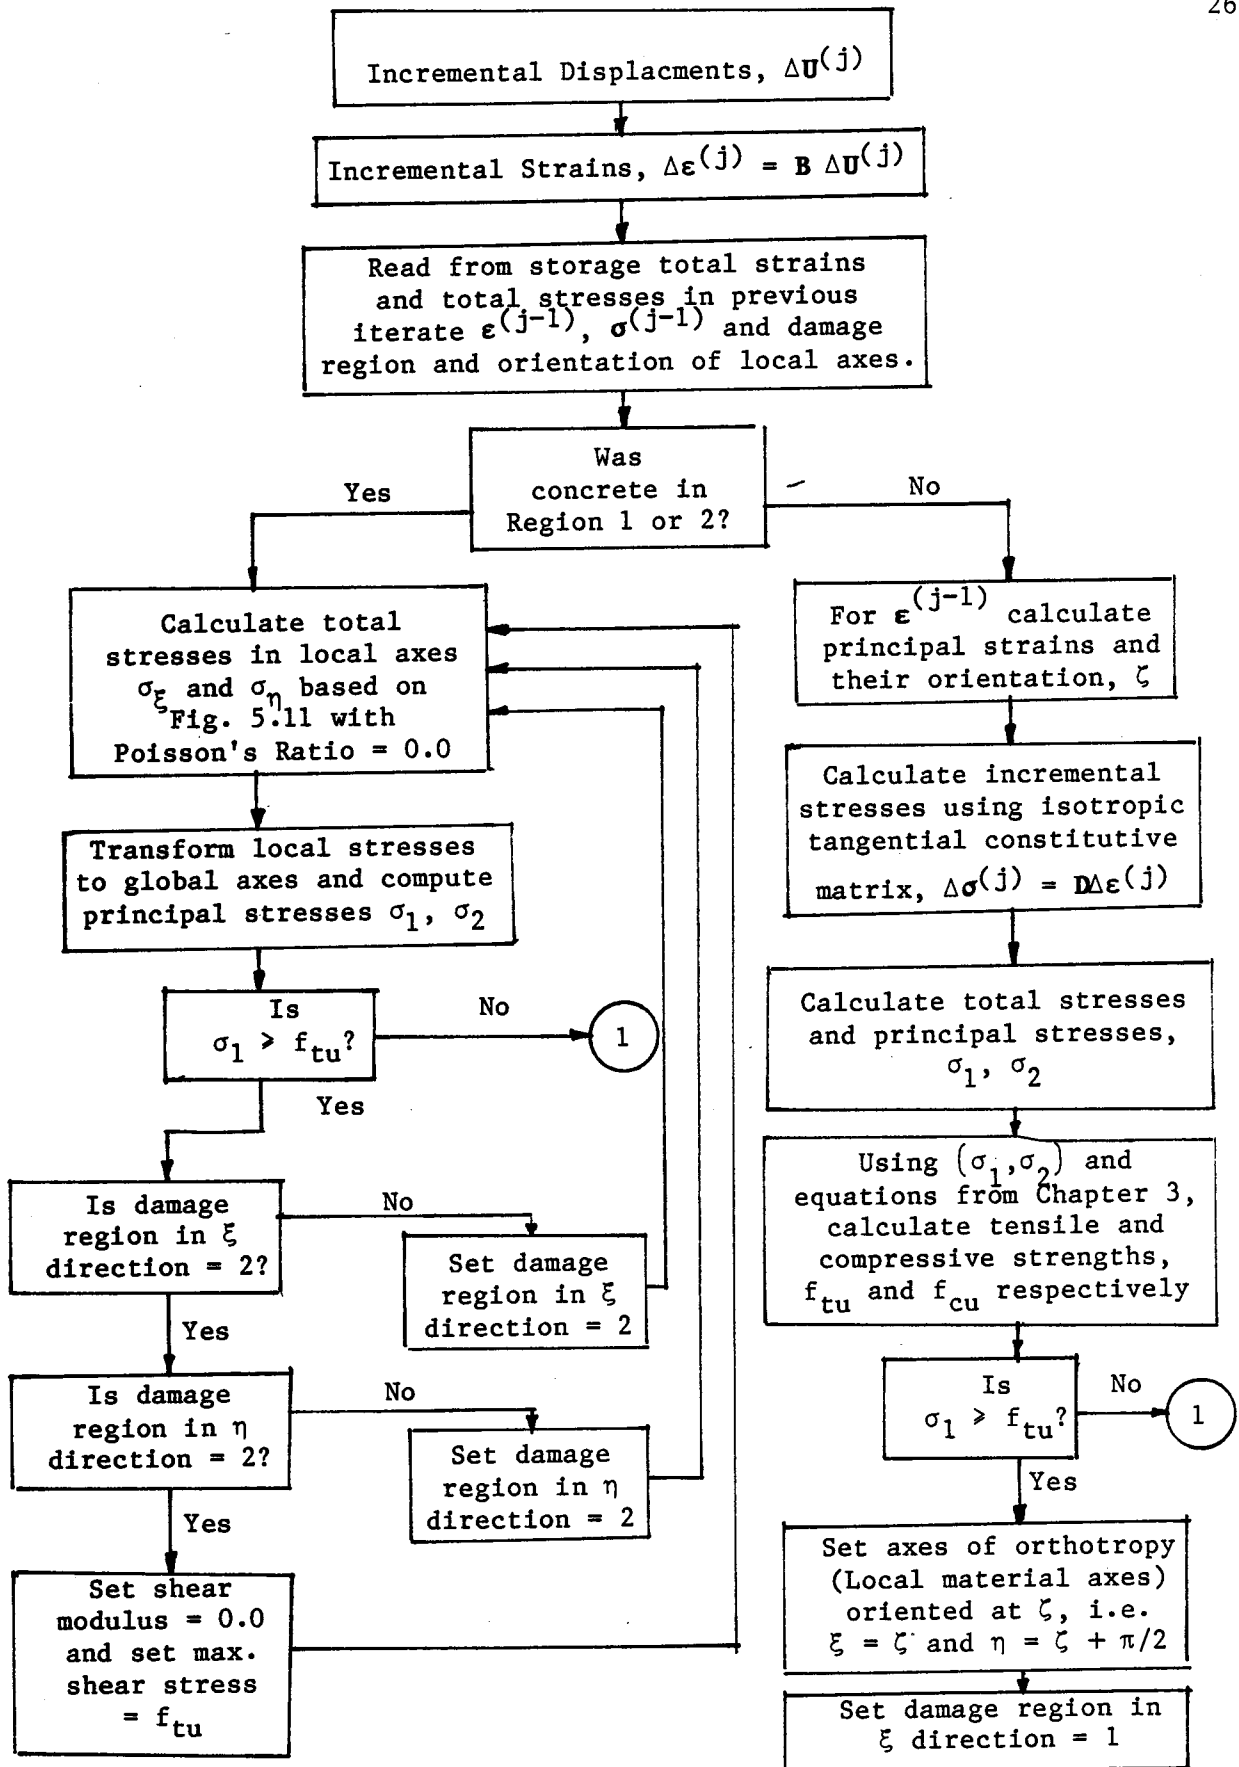 26
Incremental Displacments, ΔU(j)
Incremental Strains, Δε(j) = B ΔU(j)
Read from storage total strains
and total stresses in previous
iterate ε(j-1), σ(j-1) and damage
region and orientation of local axes.
Was
concrete in
Region 1 or 2?
Yes
No
Calculate total
stresses in local axes
σξ and ση based on
Fig. 5.11 with
Poisson's Ratio = 0.0
Transform local stresses
to global axes and compute
principal stresses σ1, σ2
Is
σ1 ⩾ ftu?
No
1
Yes
Is damage
region in ξ
direction = 2?
No
Set damage
region in ξ
direction = 2
Yes
Is damage
region in η
direction = 2?
No
Set damage
region in η
direction = 2
Yes
Set shear
modulus = 0.0
and set max.
shear stress
= ftu
For ε(j-1) calculate
principal strains and
their orientation, ζ
Calculate incremental
stresses using isotropic
tangential constitutive
matrix, Δσ(j) = DΔε(j)
Calculate total stresses
and principal stresses,
σ1, σ2
Using (σ1,σ2) and
equations from Chapter 3,
calculate tensile and
compressive strengths,
ftu and fcu respectively
Is
σ1 ⩾ ftu?
No
1
Yes
Set axes of orthotropy
(Local material axes)
oriented at ζ, i.e.
ξ = ζ and η = ζ + π/2
Set damage region in
ξ direction = 1